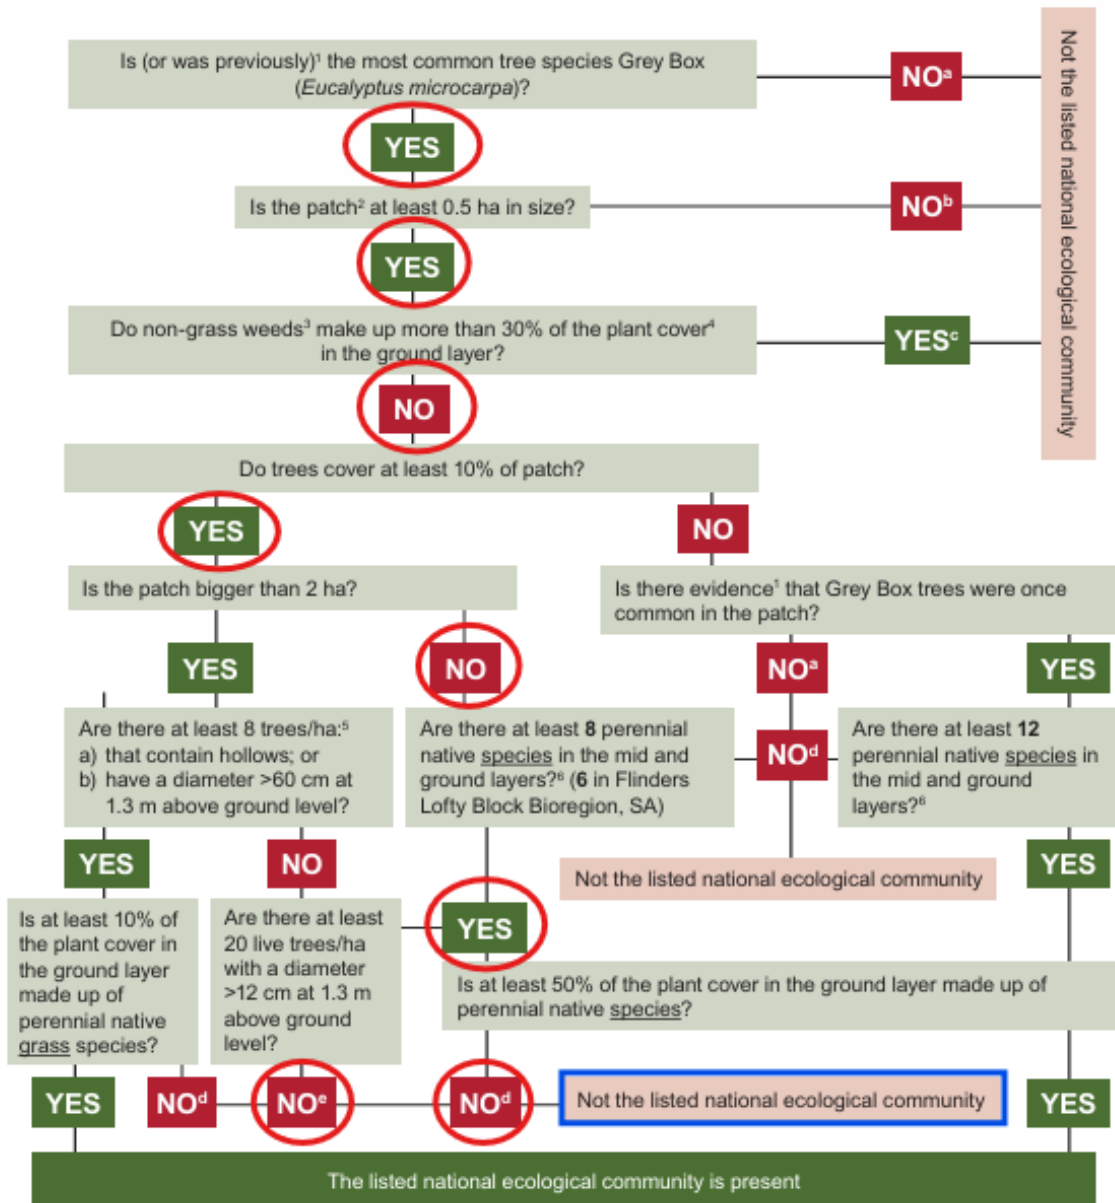 Is (or was previously)¹ the most common tree species Grey Box
(Eucalyptus microcarpa)?
NOᵃ
Not the listed national ecological community
YES
Is the patch² at least 0.5 ha in size?
NOᵇ
YES
Do non-grass weeds³ make up more than 30% of the plant cover⁴
in the ground layer?
YESᶜ
NO
Do trees cover at least 10% of patch?
YES
NO
Is the patch bigger than 2 ha?
Is there evidence¹ that Grey Box trees were once
common in the patch?
YES
NO
NOᵃ
YES
Are there at least 8 trees/ha:⁵
a) that contain hollows; or
b) have a diameter >60 cm at
1.3 m above ground level?
Are there at least 8 perennial
native species in the mid and
ground layers?⁶ (6 in Flinders
Lofty Block Bioregion, SA)
NOᵈ
Are there at least 12
perennial native species in
the mid and ground
layers?⁶
YES
NO
Not the listed national ecological community
YES
Is at least 10% of
the plant cover in
the ground layer
made up of
perennial native
grass species?
Are there at least
20 live trees/ha
with a diameter
>12 cm at 1.3 m
above ground
level?
YES
Is at least 50% of the plant cover in the ground layer made up of
perennial native species?
YES
NOᵈ
NOᵉ
NOᵈ
Not the listed national ecological community
YES
The listed national ecological community is present